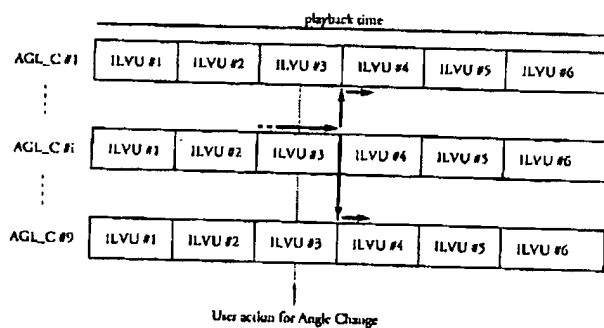 playback time
AGL_C #1 ILVU #1 ILVU #2 ILVU #3 ILVU #4 ILVU #5 ILVU #6
AGL_C #i ILVU #1 ILVU #2 ILVU #3 ILVU #4 ILVU #5 ILVU #6
AGL_C #9 ILVU #1 ILVU #2 ILVU #3 ILVU #4 ILVU #5 ILVU #6
User action for Angle Change